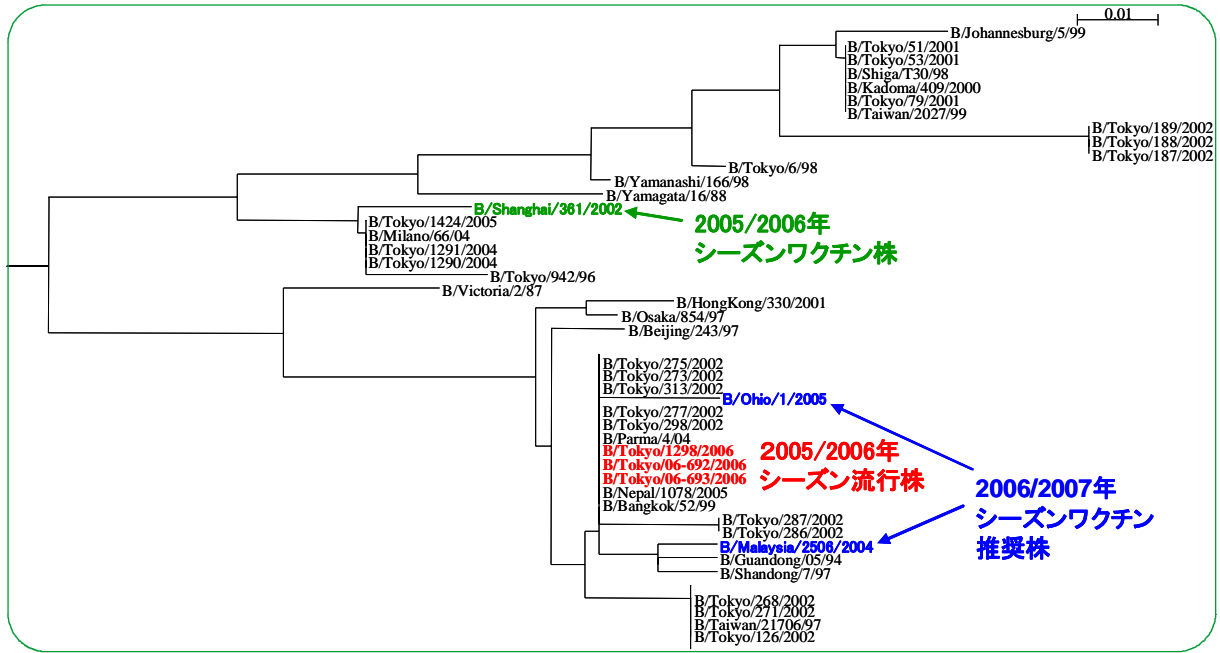 0.01
B/Johannesburg/5/99
B/Tokyo/51/2001
B/Tokyo/53/2001
B/Shiga/T30/98
B/Kadoma/409/2000
B/Tokyo/79/2001
B/Taiwan/2027/99
B/Tokyo/189/2002
B/Tokyo/188/2002
B/Tokyo/187/2002
B/Tokyo/6/98
B/Yamanashi/166/98
B/Yamagata/16/88
B/Shanghai/361/2002
2005/2006年
シーズンワクチン株
B/Tokyo/1424/2005
B/Milano/66/04
B/Tokyo/1291/2004
B/Tokyo/1290/2004
B/Tokyo/942/96
B/Victoria/2/87
B/HongKong/330/2001
B/Osaka/854/97
B/Beijing/243/97
B/Tokyo/275/2002
B/Tokyo/273/2002
B/Tokyo/313/2002
B/Ohio/1/2005
B/Tokyo/277/2002
B/Tokyo/298/2002
B/Parma/4/04
B/Tokyo/1298/2006
B/Tokyo/06-692/2006
B/Tokyo/06-693/2006
2005/2006年
シーズン流行株
B/Nepal/1078/2005
B/Bangkok/52/99
2006/2007年
シーズンワクチン
推奨株
B/Tokyo/287/2002
B/Tokyo/286/2002
B/Malaysia/2506/2004
B/Guandong/05/94
B/Shandong/7/97
B/Tokyo/268/2002
B/Tokyo/271/2002
B/Taiwan/21706/97
B/Tokyo/126/2002